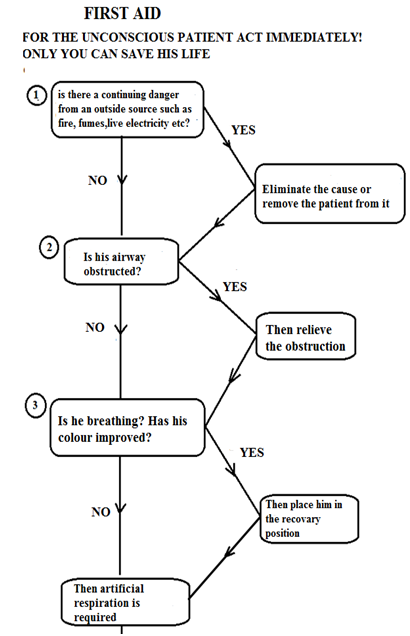 FIRST AID
FOR THE UNCONSCIOUS PATIENT ACT IMMEDIATELY!
ONLY YOU CAN SAVE HIS LIFE
1
is there a continuing danger
from an outside source such as
fire, fumes,live electricity etc?
YES
NO
Eliminate the cause or
remove the patient from it
2
Is his airway
obstructed?
YES
NO
Then relieve
the obstruction
3
Is he breathing? Has his
colour improved?
YES
NO
Then place him in
the recovary
position
Then artificial
respiration is
required